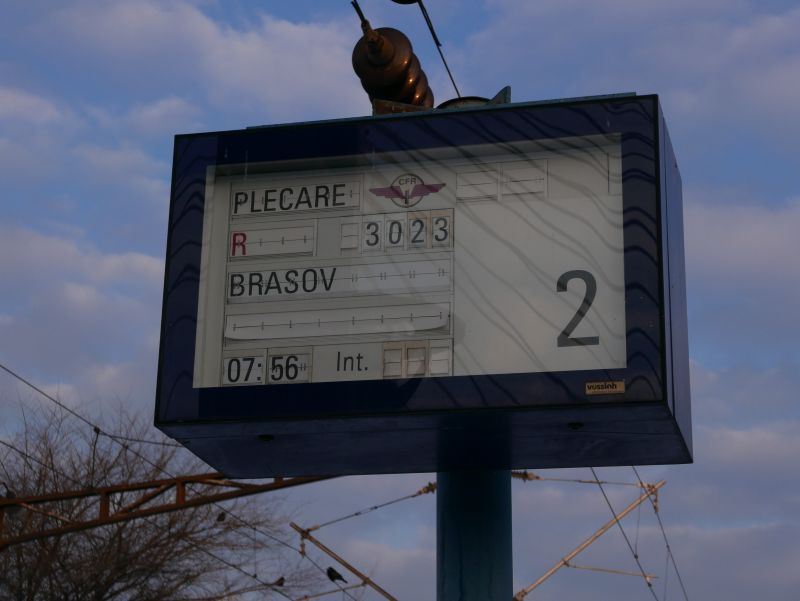 PLECARE CFR
R 3023
BRASOV
2
07:56 Int.
vossloh